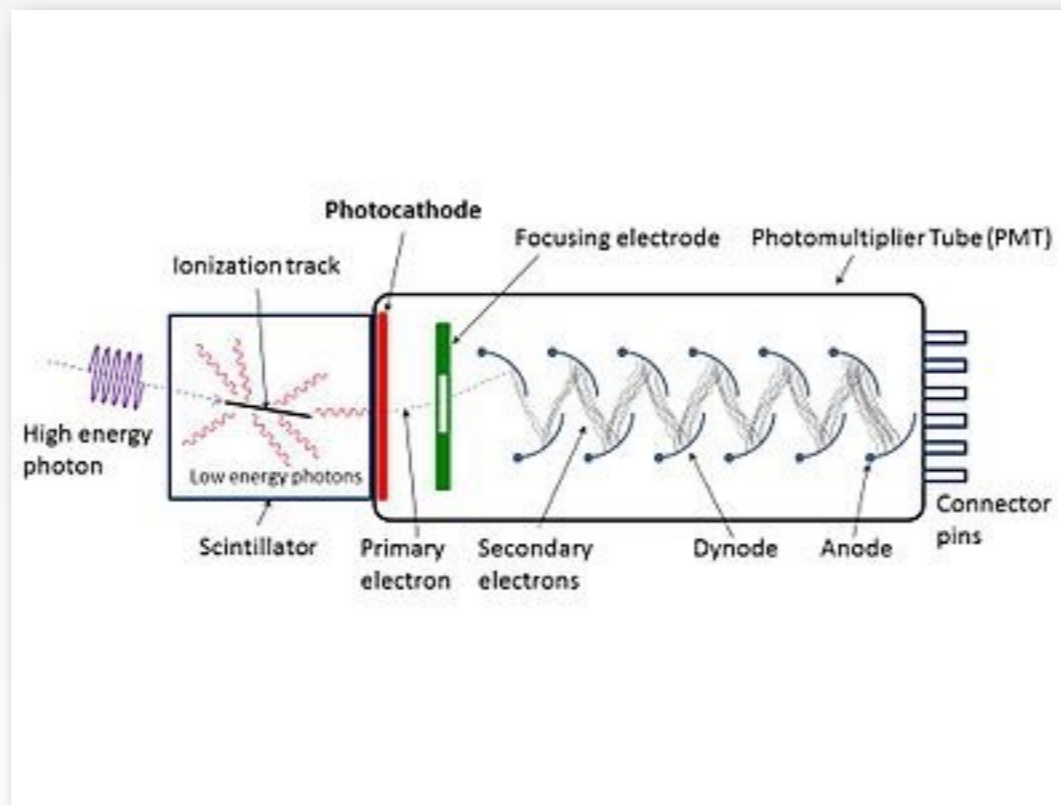 Photocathode
Focusing electrode
Photomultiplier Tube (PMT)
Ionization track
High energy
photon
Low energy photons
Scintillator
Primary
electron
Secondary
electrons
Dynode
Anode
Connector
pins